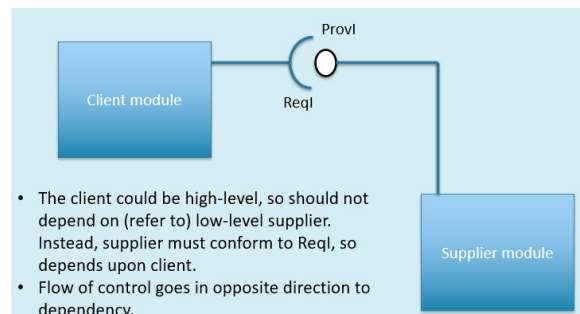 ProvI
Client module
ReqI
• The client could be high-level, so should not
depend on (refer to) low-level supplier.
Instead, supplier must conform to ReqI, so
depends upon client.
Supplier module
• Flow of control goes in opposite direction to
dependency.